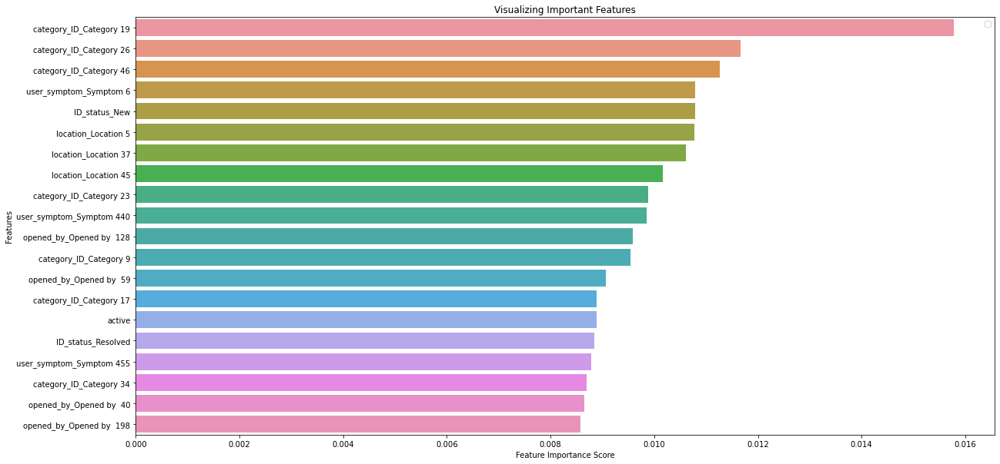 Visualizing Important Features
category_ID_Category 19
category_ID_Category 26
category_ID_Category 46
user_symptom_Symptom 6
ID_status_New
location_Location 5
location_Location 37
location_Location 45
category_ID_Category 23
user_symptom_Symptom 440
opened_by_Opened by  128
category_ID_Category 9
opened_by_Opened by  59
category_ID_Category 17
active
ID_status_Resolved
user_symptom_Symptom 455
category_ID_Category 34
opened_by_Opened by  40
opened_by_Opened by  198
Features
0.000 0.002 0.004 0.006 0.008 0.010 0.012 0.014 0.016
Feature Importance Score